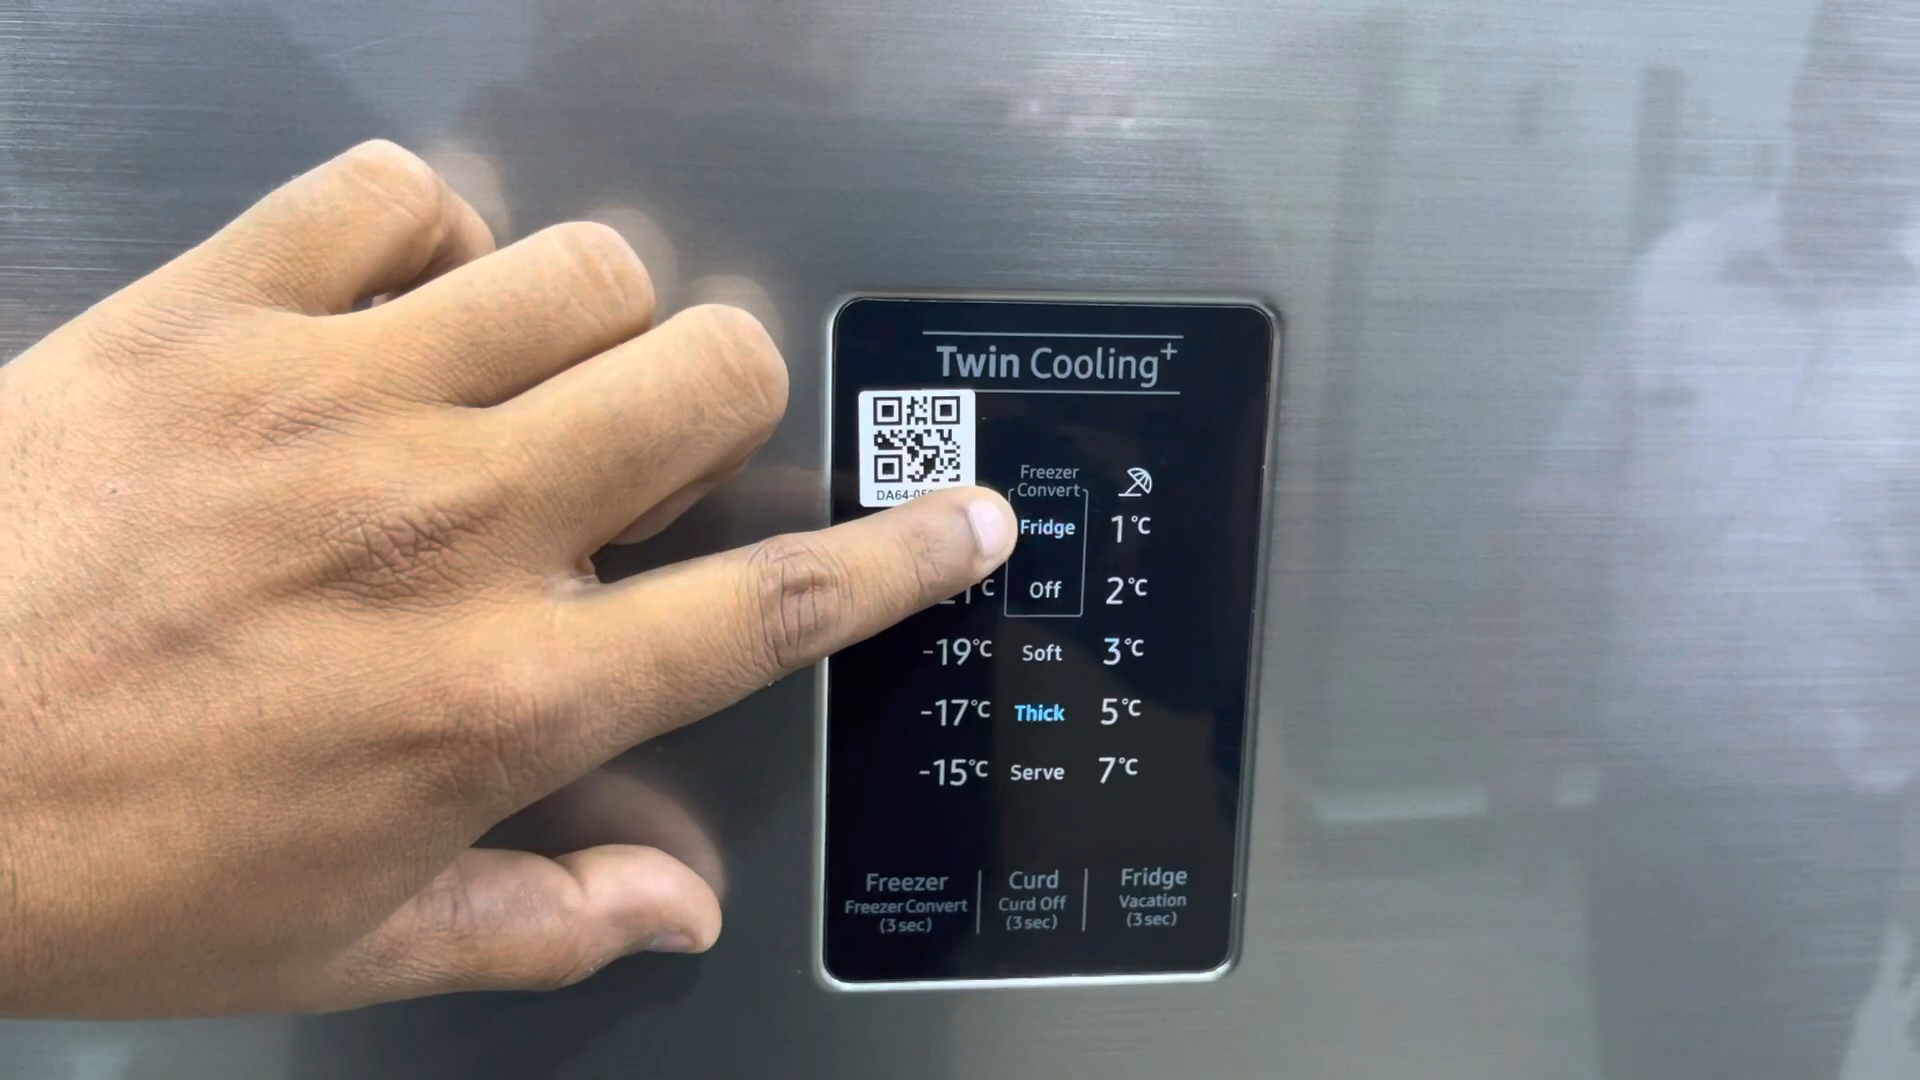 Twin Cooling+
Freezer
Convert
Fridge 1°C
Off 2°C
-19°C Soft 3°C
-17°C Thick 5°C
-15°C Serve 7°C
Freezer Curd Fridge
Freezer Convert Curd Off Vacation
(3 sec) (3 sec) (3 sec)